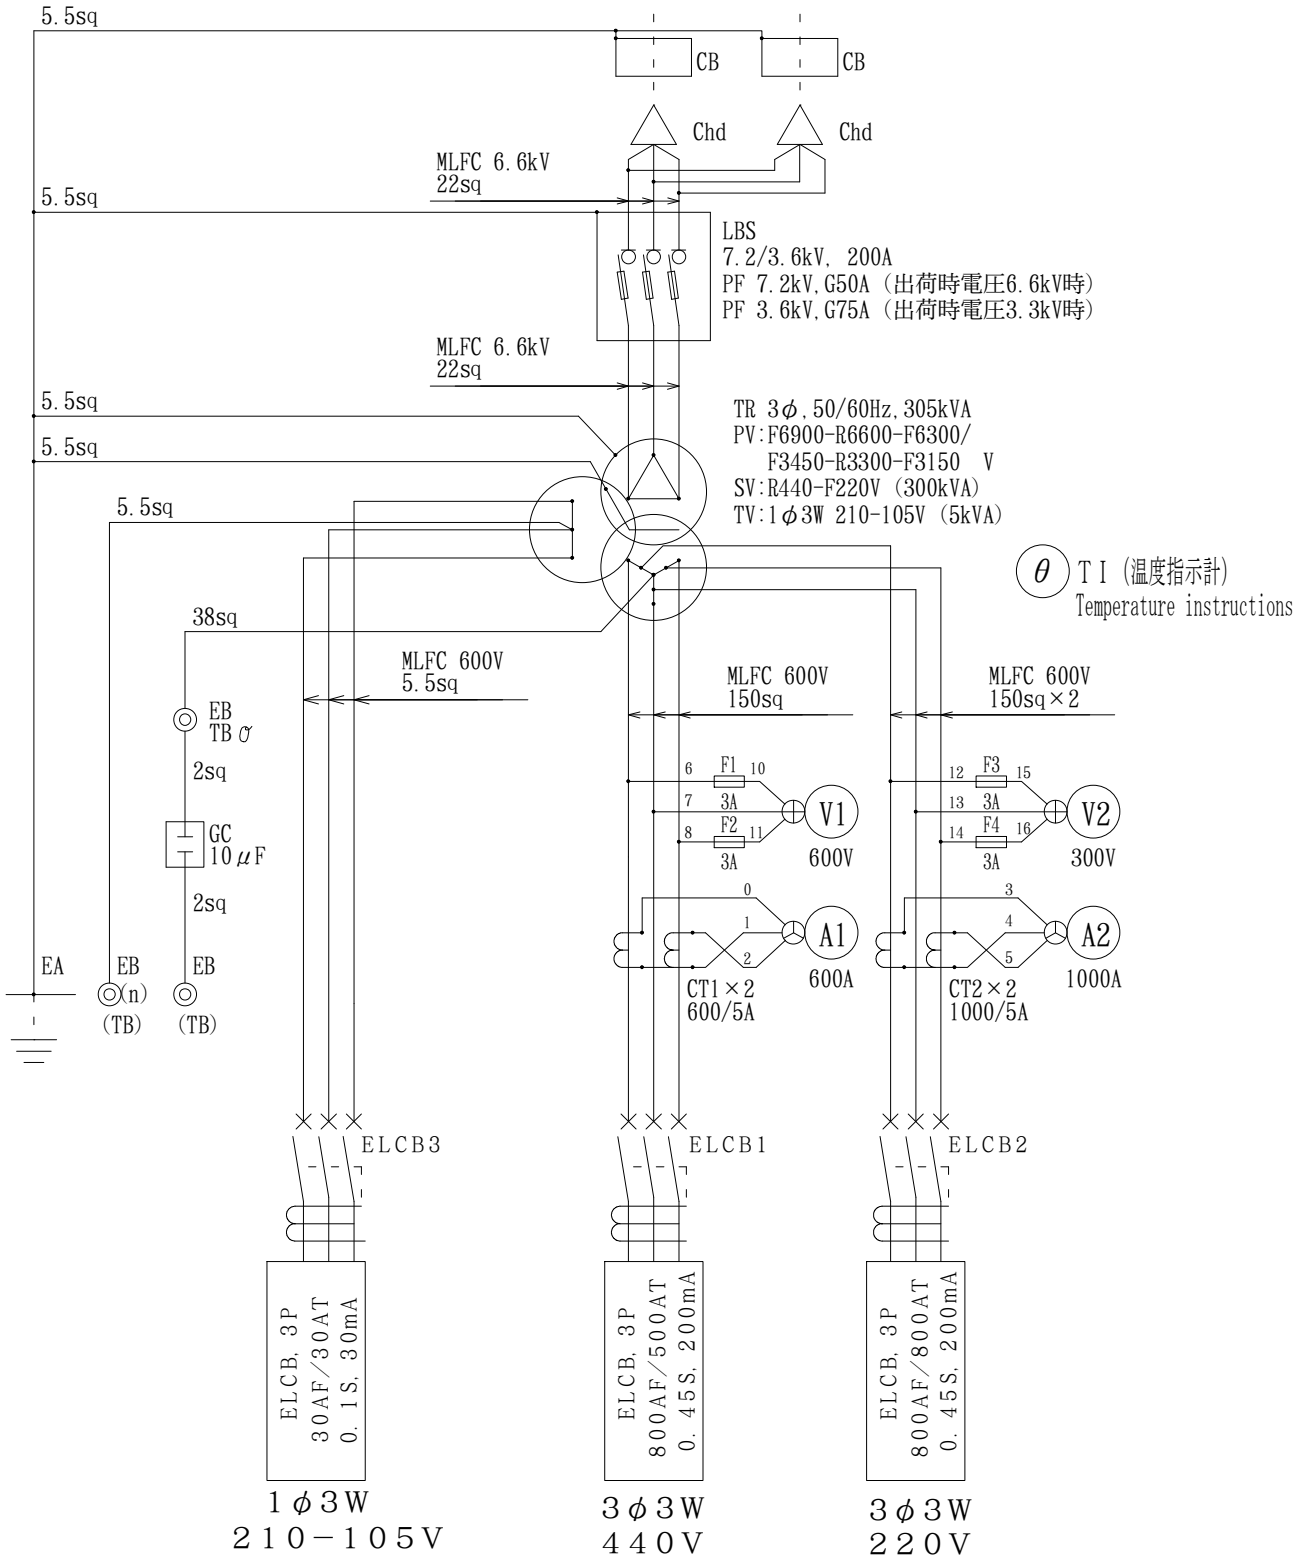 5.5sq
CB
CB
Chd
Chd
MLFC 6.6kV
22sq
5.5sq
LBS
7.2/3.6kV, 200A
PF 7.2kV,G50A (出荷時電圧6.6kV時)
PF 3.6kV,G75A (出荷時電圧3.3kV時)
MLFC 6.6kV
22sq
5.5sq
TR 3φ,50/60Hz,305kVA
PV:F6900-R6600-F6300/
F3450-R3300-F3150 V
SV:R440-F220V (300kVA)
TV:1φ3W 210-105V (5kVA)
5.5sq
5.5sq
θ TI (温度指示計)
Temperature instructions
38sq
MLFC 600V
5.5sq
MLFC 600V
150sq
MLFC 600V
150sq×2
EB
TB
2sq
GC
10μF
2sq
6 F1 10
3A
7
8 F2 11
3A
V1
600V
12 F3 15
3A
13
14 F4 16
3A
V2
300V
0
1
2
A1
600A
CT1×2
600/5A
3
4
5
A2
1000A
CT2×2
1000/5A
EA
EB
(n)
(TB)
EB
(TB)
ELCB3
ELCB1
ELCB2
ELCB, 3P
30AF/30AT
0.1S, 30mA
ELCB, 3P
800AF/500AT
0.45S, 200mA
ELCB, 3P
800AF/800AT
0.45S, 200mA
1φ3W
210-105V
3φ3W
440V
3φ3W
220V